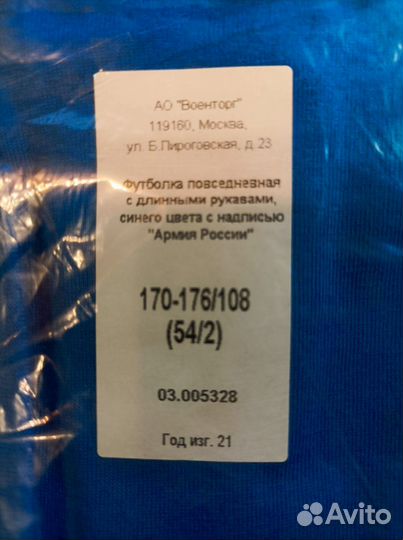 АО "Военторг"
119160, Москва,
ул. Б.Пироговская, д.23
Футболка повседневная
с длинными рукавами,
синего цвета с надписью
"Армия России"
170-176/108
(54/2)
03.005328
Год изг. 21
Avito